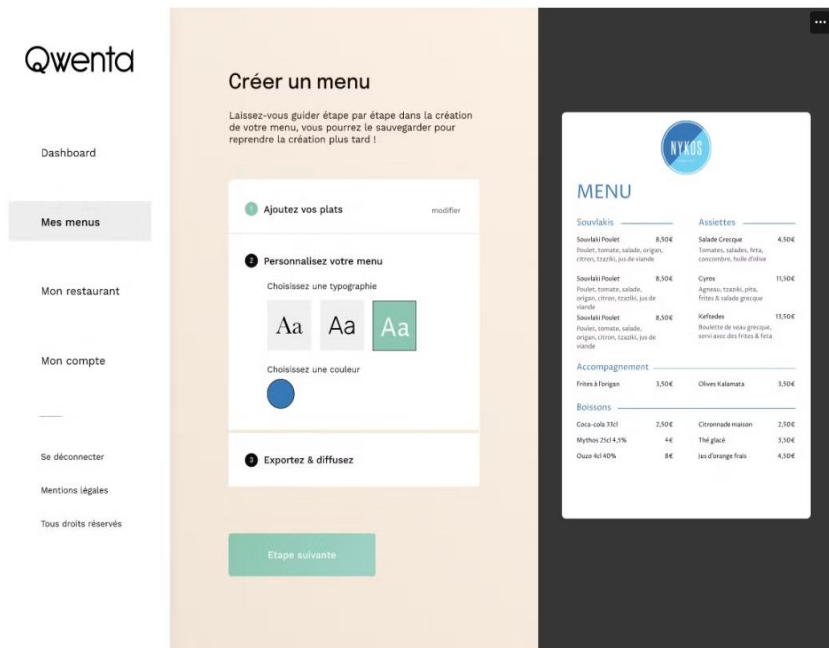 Qwenta
Dashboard
Mes menus
Mon restaurant
Mon compte
Se déconnecter
Mentions légales
Tous droits réservés
Créer un menu
Laissez-vous guider étape par étape dans la création
de votre menu, vous pourrez le sauvegarder pour
reprendre la création plus tard !
1 Ajoutez vos plats modifier
2 Personnalisez votre menu
Choisissez une typographie
Aa Aa Aa
Choisissez une couleur
3 Exportez & diffusez
Etape suivante
NYKOS
MENU
Souvlakis
Souvlaki Poulet 8,50€
Poulet, tomate, salade, origan,
citron, tzaziki, jus de viande
Souvlaki Poulet 8,50€
Poulet, tomate, salade,
origan, citron, tzaziki, jus de
viande
Souvlaki Poulet 8,50€
Poulet, tomate, salade,
origan, citron, tzaziki, jus de
viande
Assiettes
Salade Grecque 4,50€
Tomates, salades, feta,
concombre, huile d'olive
Gyros 11,50€
Agneau, tzaziki, pita,
frites & salade grecque
Keftedes 13,50€
Boulette de veau grecque,
servi avec des frites & feta
Accompagnement
Frites à l'origan 3,50€ Olives Kalamata 3,50€
Boissons
Coca-cola 33cl 2,50€ Citronnade maison 2,50€
Mythos 25cl 4,5% 4€ Thé glacé 3,50€
Ouzo 4cl 40% 8€ Jus d'orange frais 4,50€